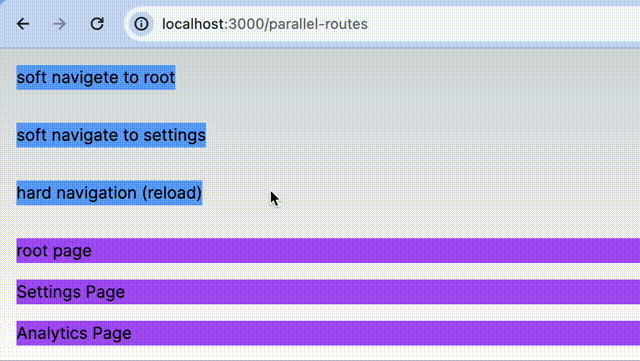 localhost:3000/parallel-routes
soft navigete to root
soft navigate to settings
hard navigation (reload)
root page
Settings Page
Analytics Page